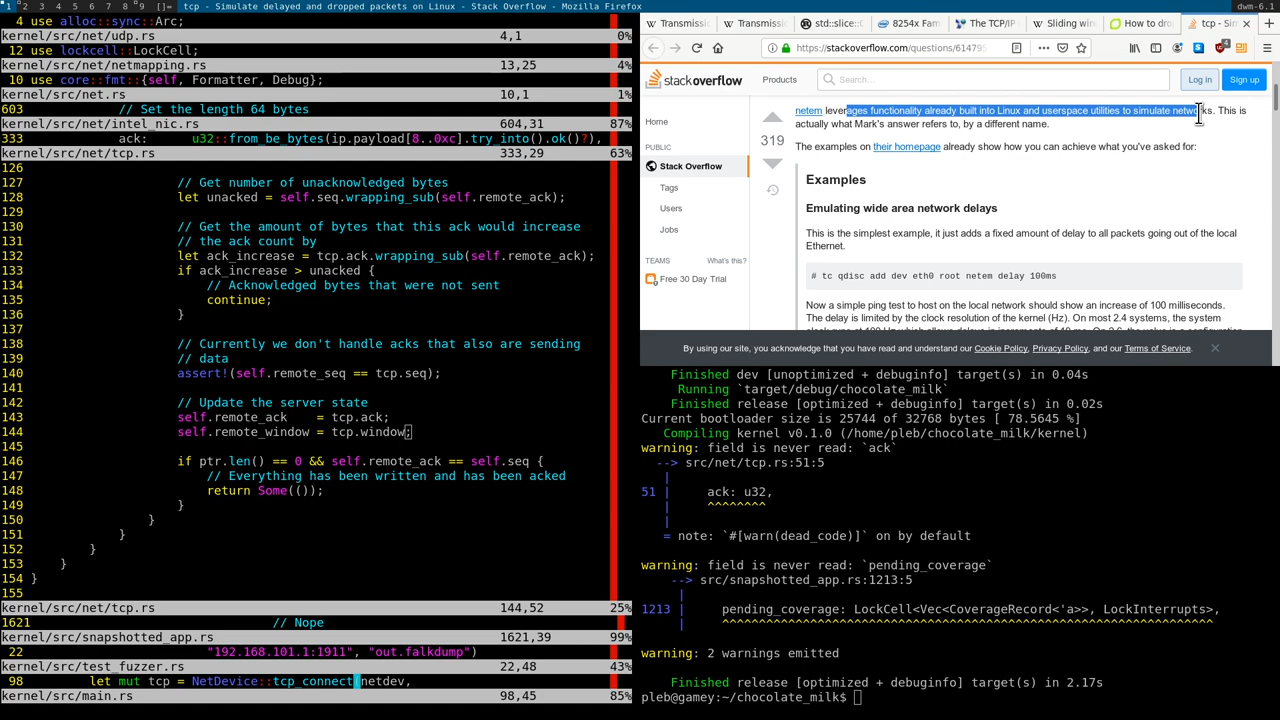 1 2 3 4 5 6 7 8 9 []= tcp - Simulate delayed and dropped packets on Linux - Stack Overflow - Mozilla Firefox dwm-6.1
4 use alloc::sync::Arc;
kernel/src/net/udp.rs 4,1 0%
12 use lockcell::LockCell;
kernel/src/net/netmapping.rs 13,25 4%
10 use core::fmt::{self, Formatter, Debug};
kernel/src/net.rs 10,1 1%
603 // Set the length 64 bytes
kernel/src/net/intel_nic.rs 604,31 87%
333 ack: u32::from_be_bytes(ip.payload[8..0xc].try_into().ok()?),
kernel/src/net/tcp.rs 333,29 63%
126
127 // Get number of unacknowledged bytes
128 let unacked = self.seq.wrapping_sub(self.remote_ack);
129
130 // Get the amount of bytes that this ack would increase
131 // the ack count by
132 let ack_increase = tcp.ack.wrapping_sub(self.remote_ack);
133 if ack_increase > unacked {
134 // Acknowledged bytes that were not sent
135 continue;
136 }
137
138 // Currently we don't handle acks that also are sending
139 // data
140 assert!(self.remote_seq == tcp.seq);
141
142 // Update the server state
143 self.remote_ack    = tcp.ack;
144 self.remote_window = tcp.window;
145
146 if ptr.len() == 0 && self.remote_ack == self.seq {
147 // Everything has been written and has been acked
148 return Some(());
149 }
150 }
151 }
152 }
153 }
154 }
155
kernel/src/net/tcp.rs 144,52 25%
1621 // Nope
kernel/src/snapshotted_app.rs 1621,39 99%
22 "192.168.101.1:1911", "out.falkdump")
kernel/src/test_fuzzer.rs 22,48 43%
98 let mut tcp = NetDevice::tcp_connect(netdev,
kernel/src/main.rs 98,45 85%
Transmissi Transmissi std::slice: 8254x Fam The TCP/IP Sliding win How to dro tcp - Sim
https://stackoverflow.com/questions/614795
stackoverflow Products Search... Log in Sign up
Home
PUBLIC
Stack Overflow
Tags
Users
Jobs
TEAMS What's this?
Free 30 Day Trial
319
netem leverages functionality already built into Linux and userspace utilities to simulate networks. This is
actually what Mark's answer refers to, by a different name.
The examples on their homepage already show how you can achieve what you've asked for:
Examples
Emulating wide area network delays
This is the simplest example, it just adds a fixed amount of delay to all packets going out of the local
Ethernet.
# tc qdisc add dev eth0 root netem delay 100ms
Now a simple ping test to host on the local network should show an increase of 100 milliseconds.
The delay is limited by the clock resolution of the kernel (Hz). On most 2.4 systems, the system
By using our site, you acknowledge that you have read and understand our Cookie Policy, Privacy Policy, and our Terms of Service.
Finished dev [unoptimized + debuginfo] target(s) in 0.04s
Running `target/debug/chocolate_milk`
Finished release [optimized + debuginfo] target(s) in 0.02s
Current bootloader size is 25744 of 32768 bytes [ 78.5645 %]
Compiling kernel v0.1.0 (/home/pleb/chocolate_milk/kernel)
warning: field is never read: `ack`
--> src/net/tcp.rs:51:5
|
51 | ack: u32,
| ^^^^^^^^
|
= note: `#[warn(dead_code)]` on by default
warning: field is never read: `pending_coverage`
--> src/snapshotted_app.rs:1213:5
|
1213 | pending_coverage: LockCell<Vec<CoverageRecord<'a>>, LockInterrupts>,
| ^^^^^^^^^^^^^^^^^^^^^^^^^^^^^^^^^^^^^^^^^^^^^^^^^^^^^^^^^^^^^^^^^^^
warning: 2 warnings emitted
Finished release [optimized + debuginfo] target(s) in 2.17s
pleb@gamey:~/chocolate_milk$